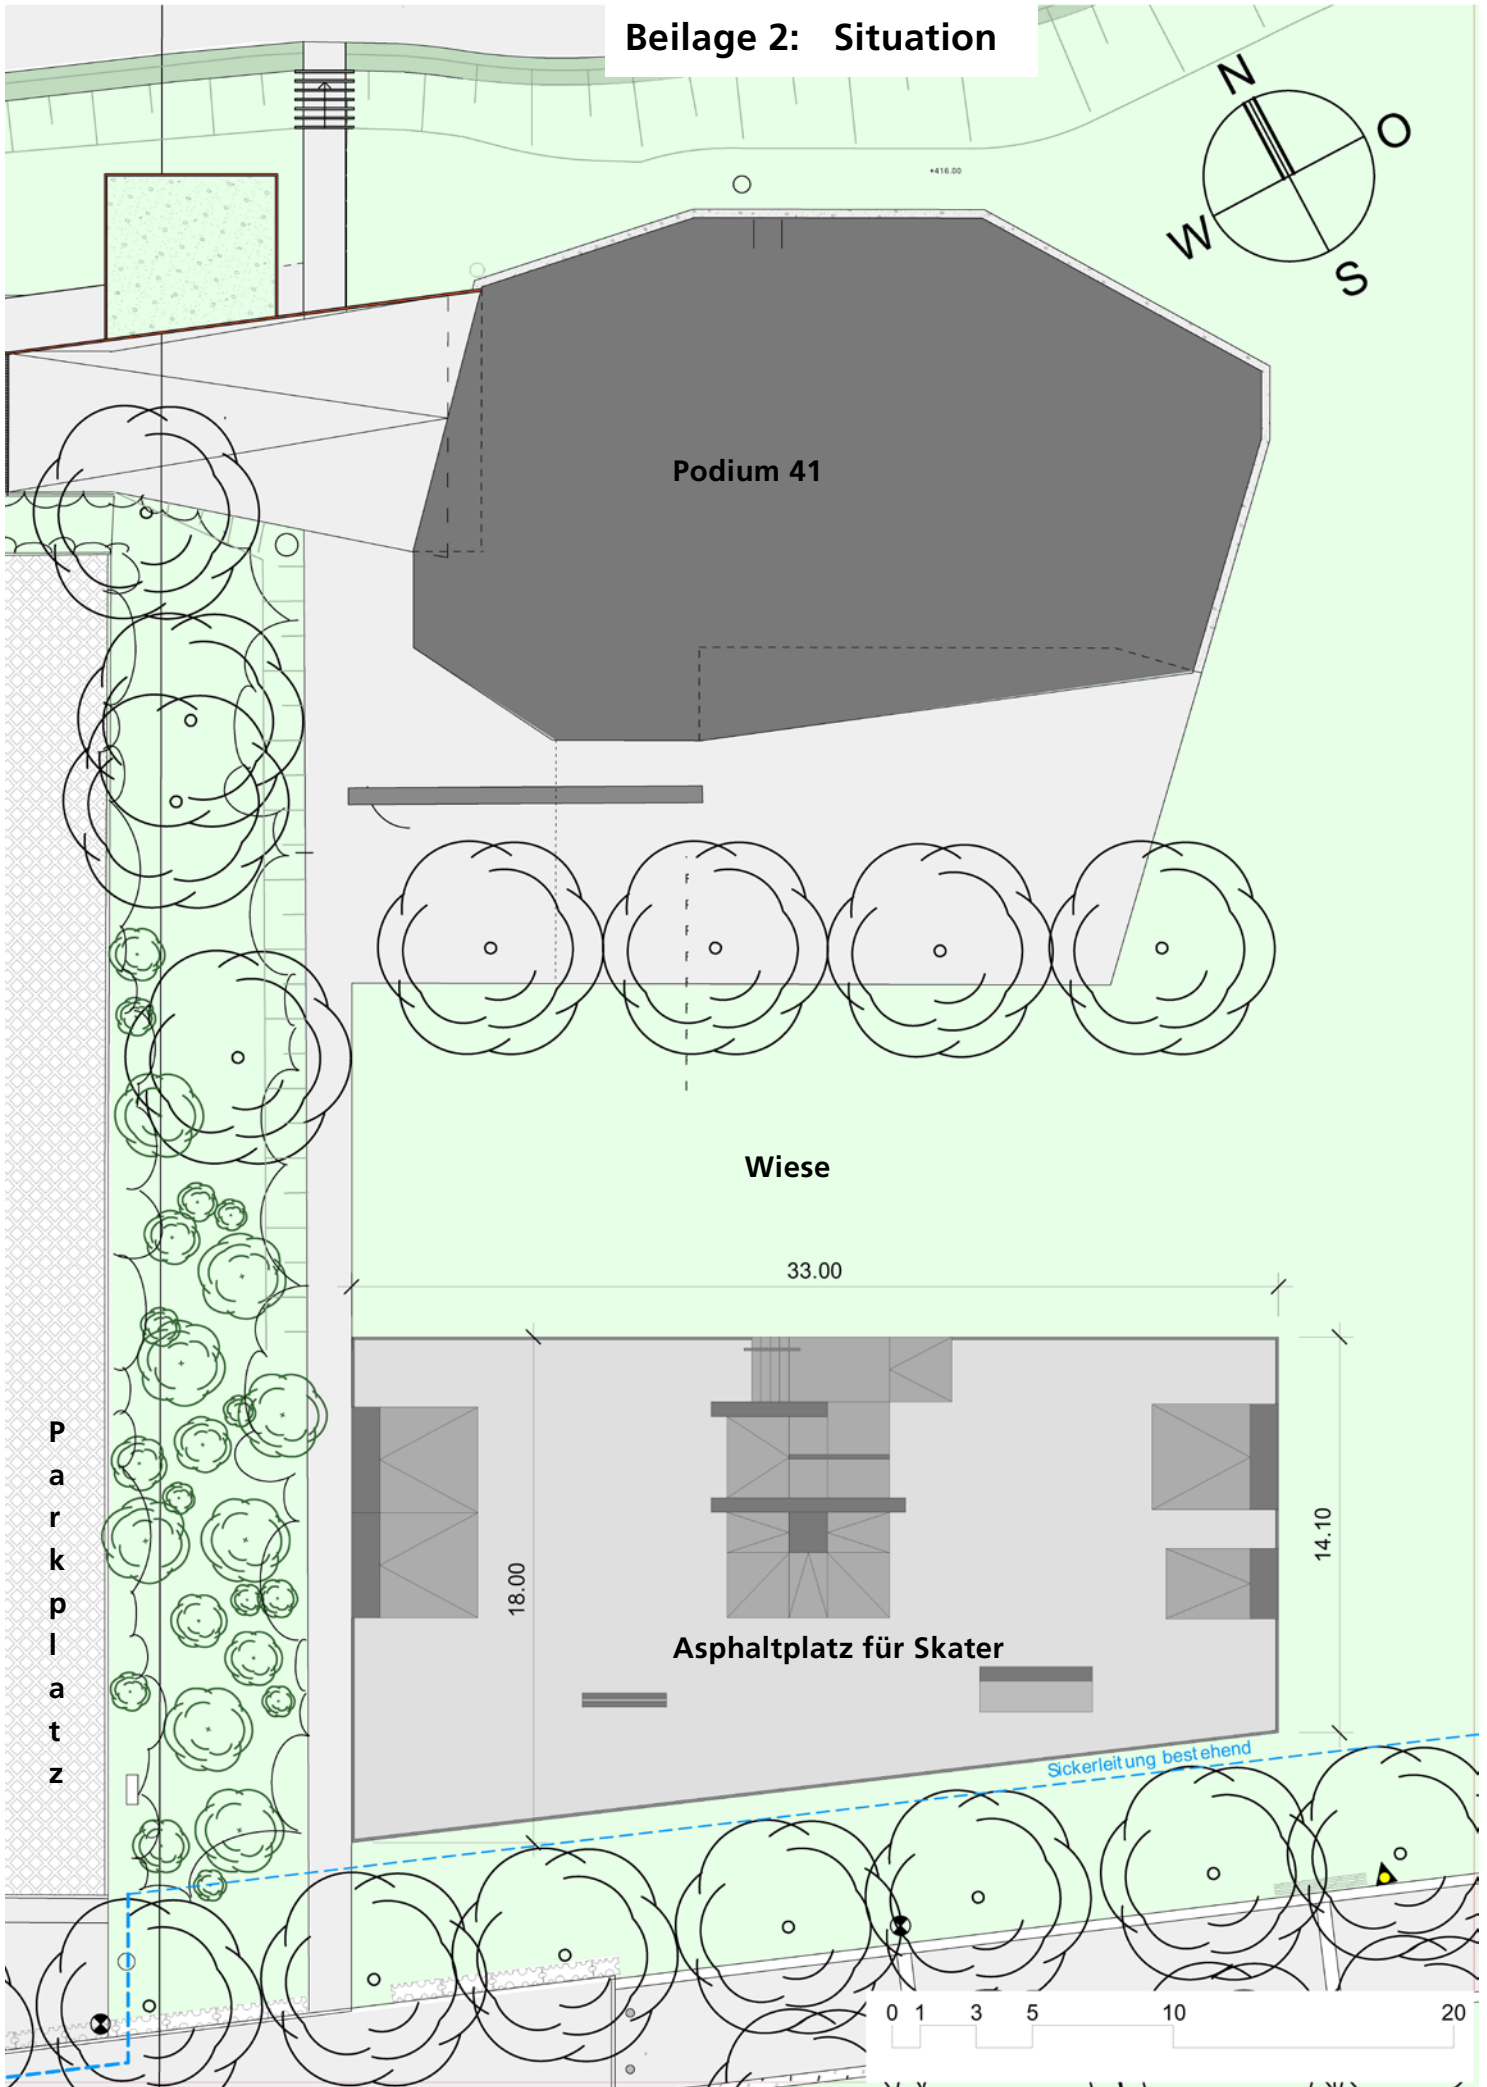 Beilage 2: Situation
N
O
W
S
+416.00
Podium 41
Wiese
33.00
Parkplatz
18.00
14.10
Asphaltplatz für Skater
Sickerleitung bestehend
0 1 3 5 10 20